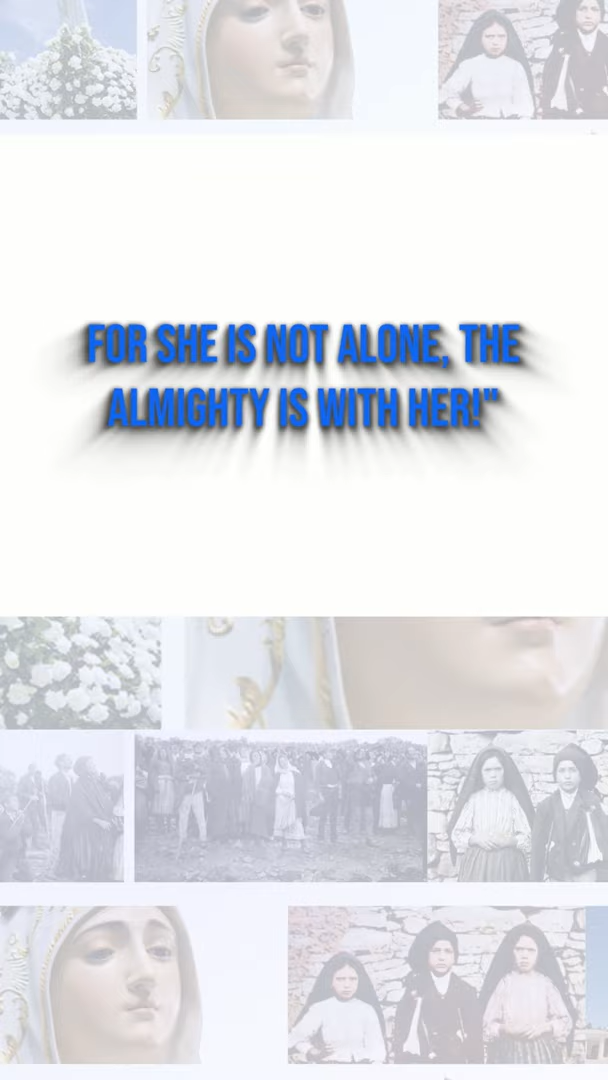 FOR SHE IS NOT ALONE, THE
ALMIGHTY IS WITH HER!"